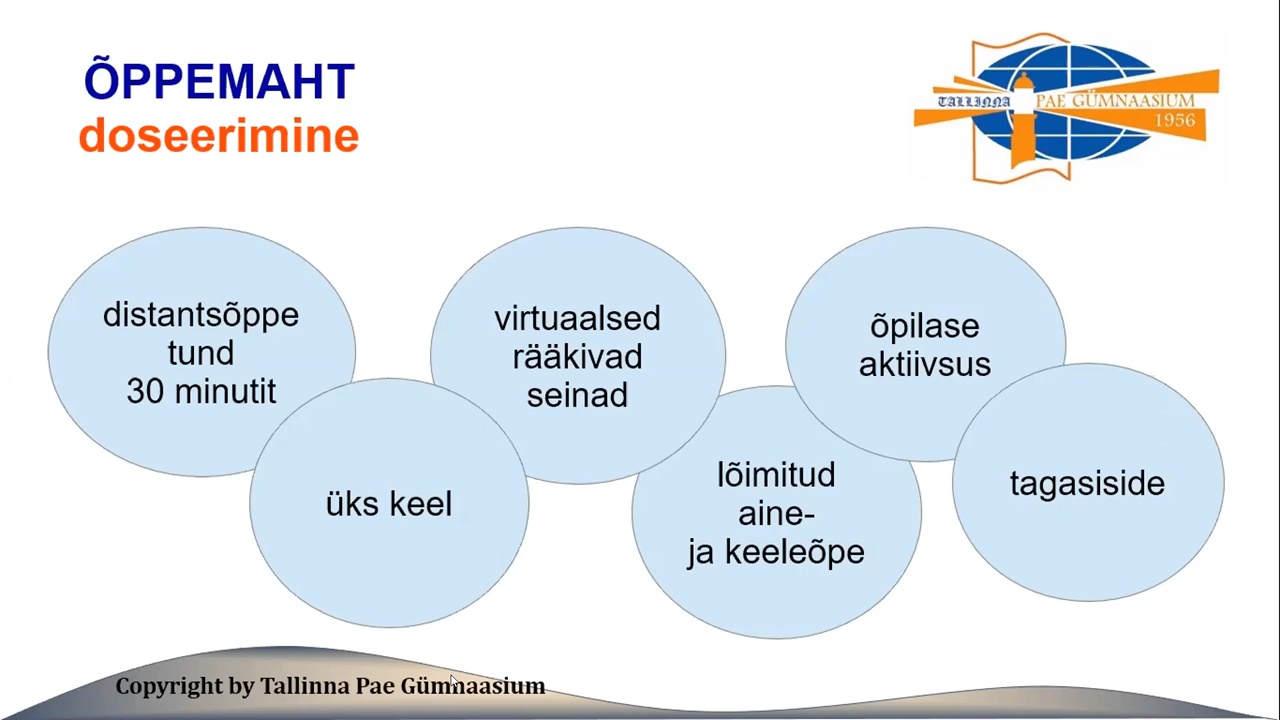 ÕPPEMAHT
doseerimine
TALLINNA PAE GÜMNAASIUM
1956
distantsõppe
tund
30 minutit
üks keel
virtuaalsed
rääkivad
seinad
lõimitud
aine-
ja keeleõpe
õpilase
aktiivsus
tagasiside
Copyright by Tallinna Pae Gümnaasium